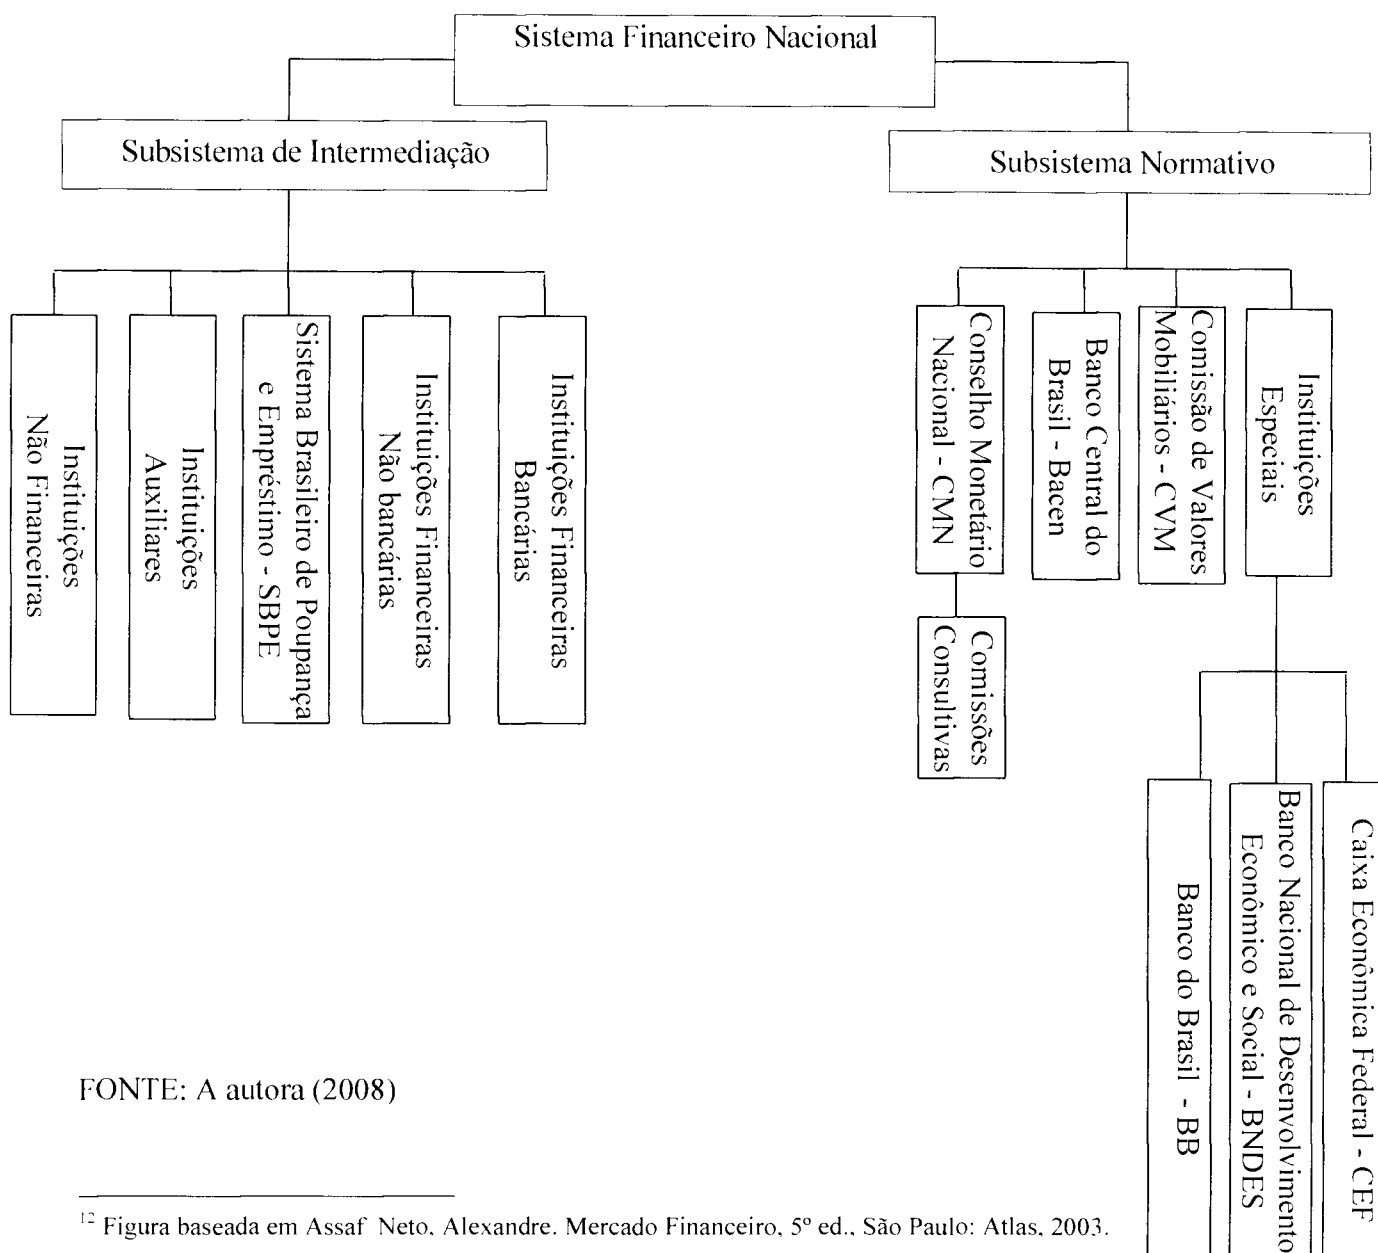 Sistema Financeiro Nacional
Subsistema de Intermediação
Subsistema Normativo
Instituições
Não Financeiras
Instituições
Auxiliares
Sistema Brasileiro de Poupança
e Empréstimo - SBPE
Instituições Financeiras
Não bancárias
Instituições Financeiras
Bancárias
Conselho Monetário
Nacional - CMN
Banco Central do
Brasil - Bacen
Comissão de Valores
Mobiliários - CVM
Instituições
Especiais
Comissões
Consultivas
Banco do Brasil - BB
Banco Nacional de Desenvolvimento
Econômico e Social - BNDES
Caixa Econômica Federal - CEF
FONTE: A autora (2008)
12 Figura baseada em Assaf Neto, Alexandre. Mercado Financeiro, 5º ed., São Paulo: Atlas, 2003.